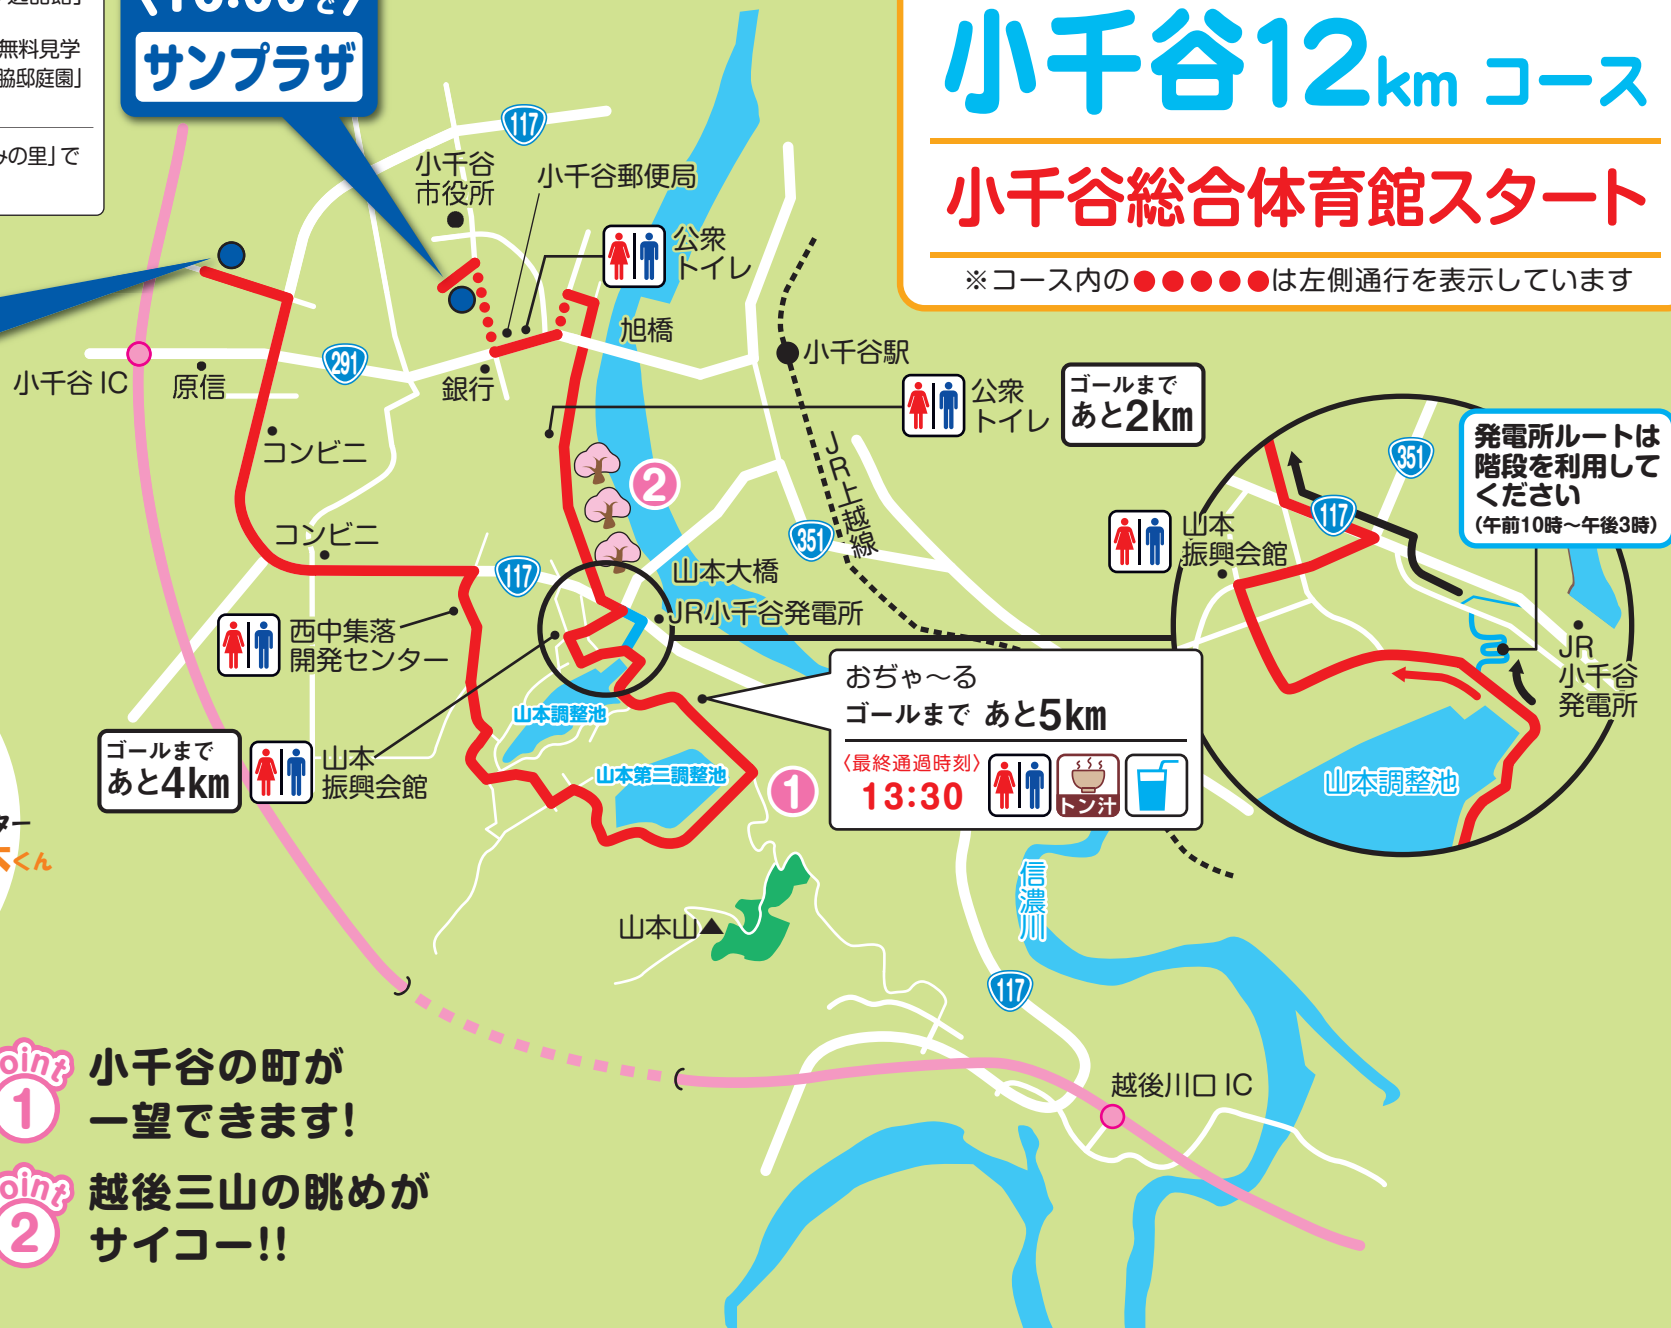 無料見学
脇邸庭園」
みの里」で
サンプラザ
小千谷12km コース
小千谷総合体育館スタート
※コース内の●●●●●は左側通行を表示しています
117
小千谷
市役所
小千谷郵便局
公衆
トイレ
旭橋
小千谷駅
291
小千谷 IC
原信
銀行
公衆
トイレ
ゴールまで
あと2km
コンビニ
コンビニ
2
JR上越線
351
117
山本大橋
JR小千谷発電所
西中集落
開発センター
351
発電所ルートは
階段を利用して
ください
(午前10時〜午後3時)
117
山本
振興会館
JR
小千谷
発電所
山本調整池
おぢゃ〜る
ゴールまで あと5km
〈最終通過時刻〉
13:30
トン汁
山本調整池
山本第二調整池
1
ゴールまで
あと4km
山本
振興会館
ター
くん
山本山▲
信濃川
117
越後川口 IC
Point
1
小千谷の町が
一望できます!
Point
2
越後三山の眺めが
サイコー!!